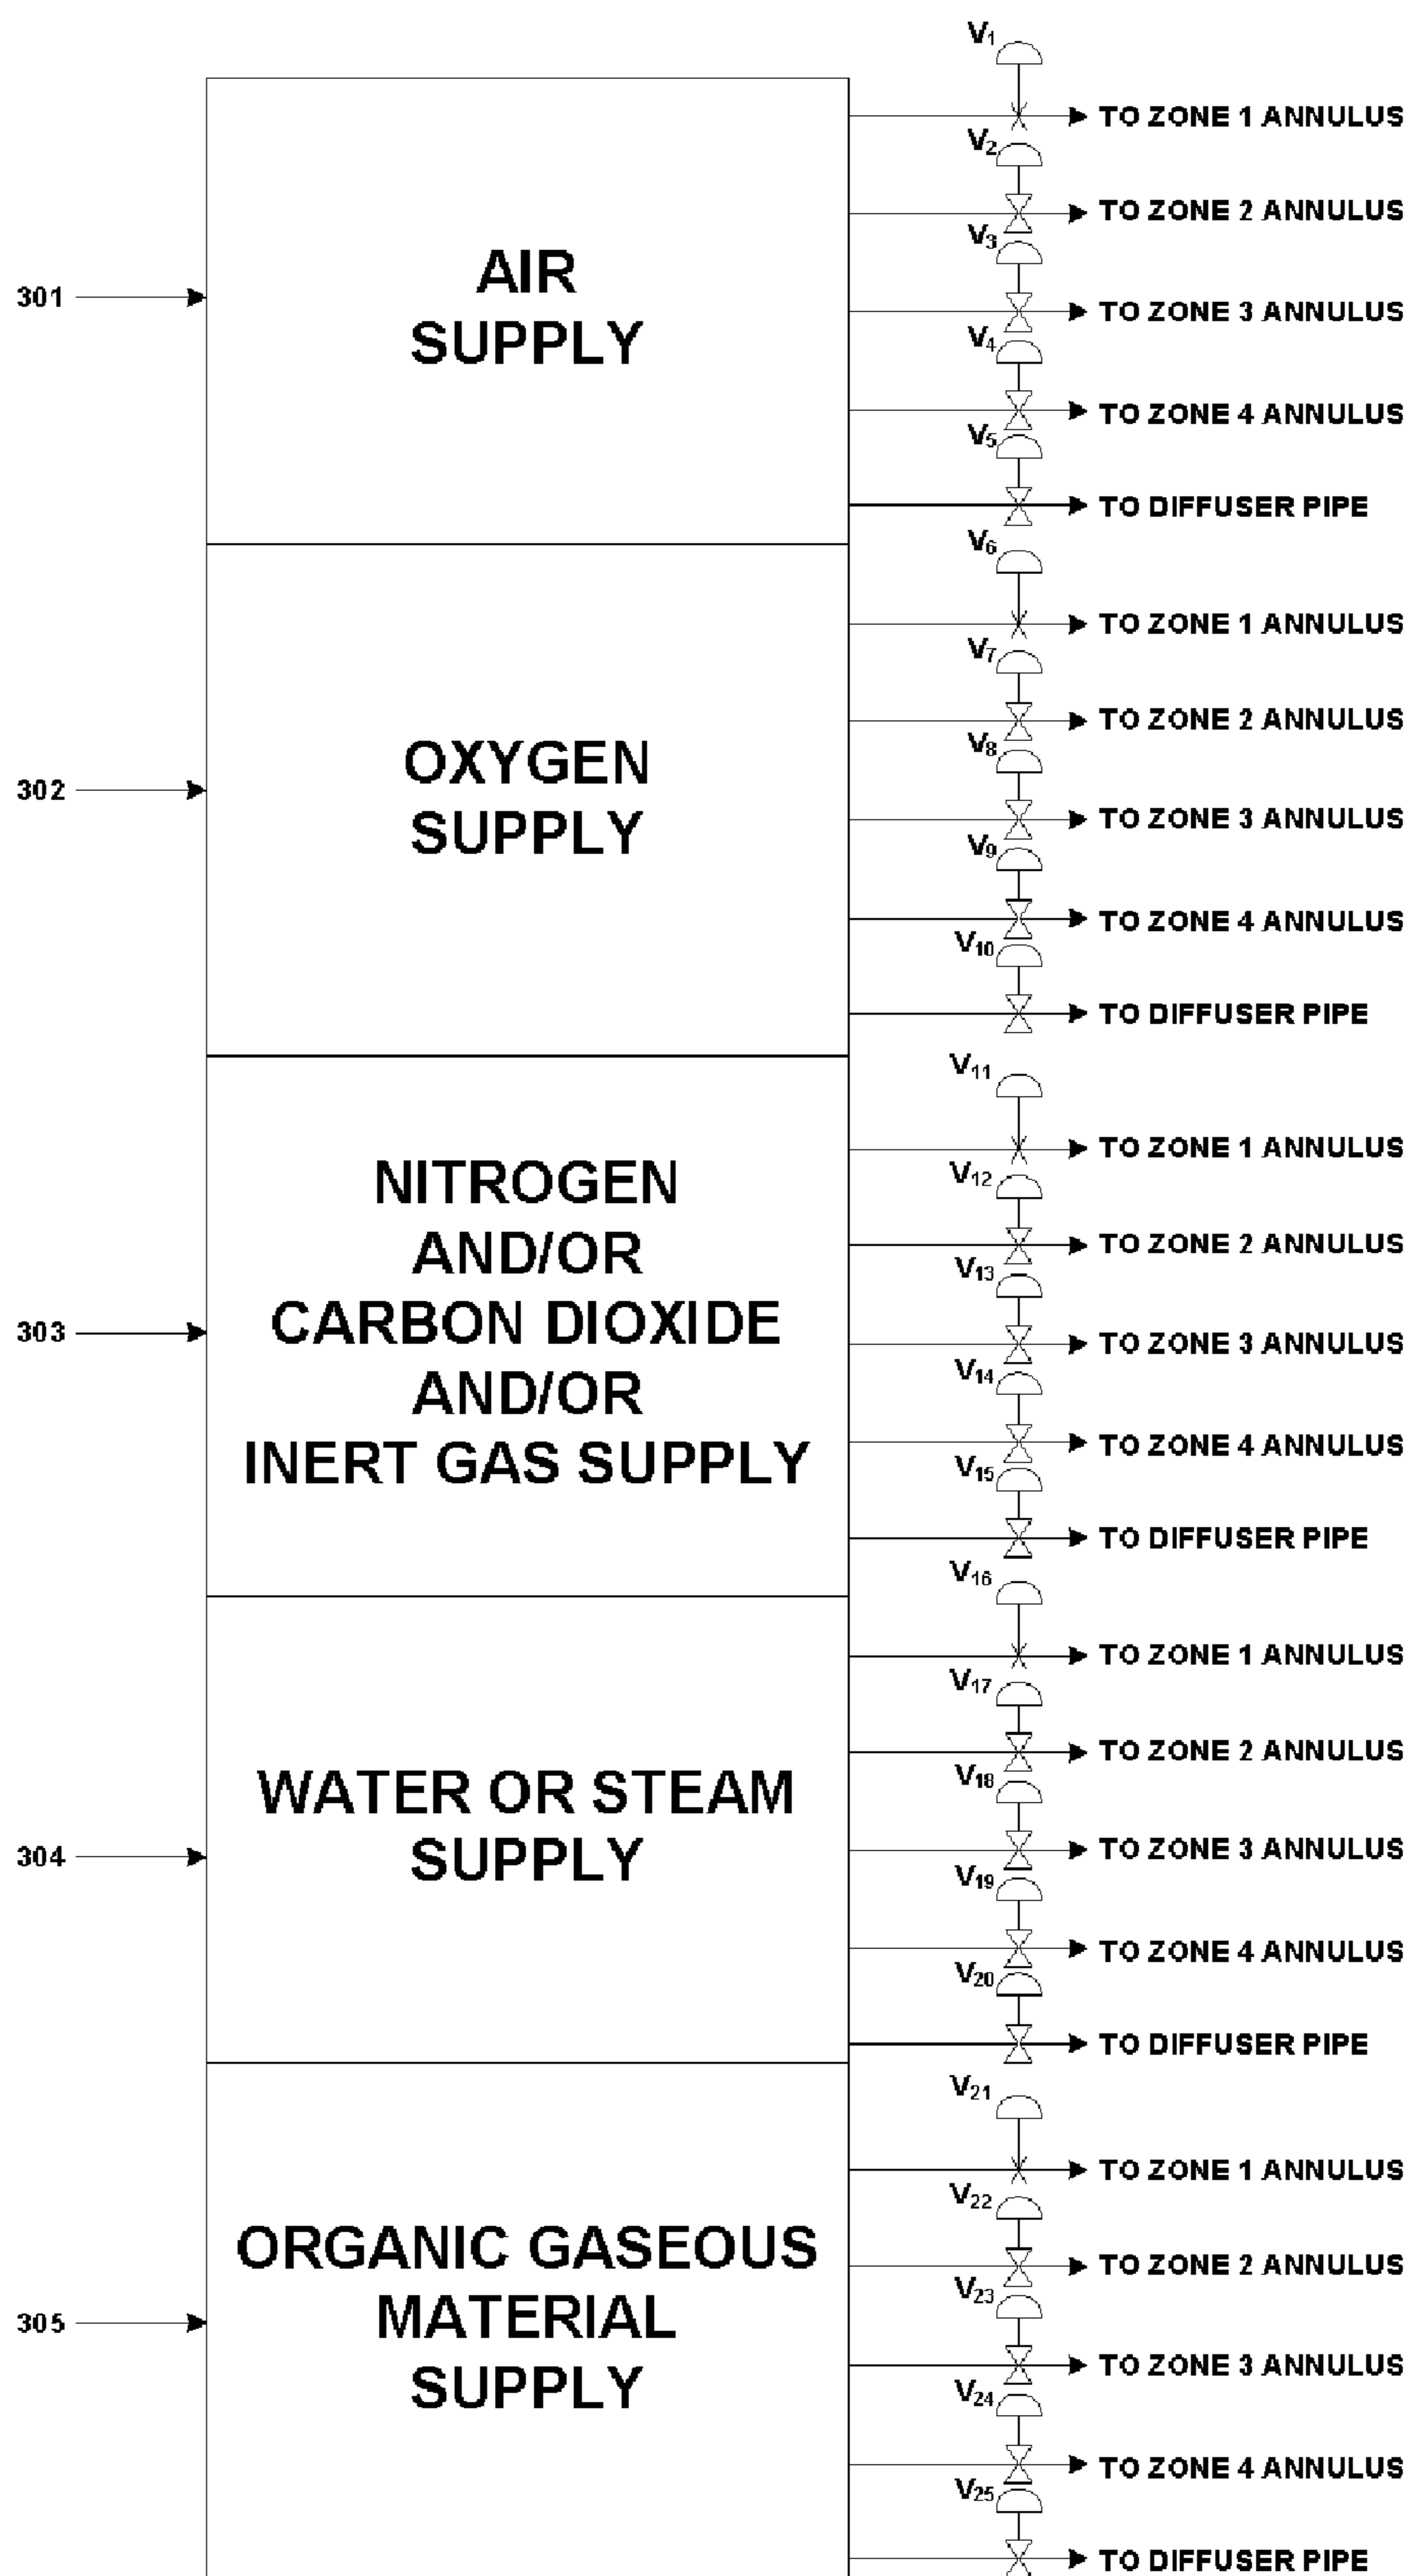 V1
TO ZONE 1 ANNULUS
V2
TO ZONE 2 ANNULUS
V3
TO ZONE 3 ANNULUS
V4
TO ZONE 4 ANNULUS
V5
TO DIFFUSER PIPE
301
AIR
SUPPLY
V6
TO ZONE 1 ANNULUS
V7
TO ZONE 2 ANNULUS
V8
TO ZONE 3 ANNULUS
V9
TO ZONE 4 ANNULUS
V10
TO DIFFUSER PIPE
302
OXYGEN
SUPPLY
V11
TO ZONE 1 ANNULUS
V12
TO ZONE 2 ANNULUS
V13
TO ZONE 3 ANNULUS
V14
TO ZONE 4 ANNULUS
V15
TO DIFFUSER PIPE
303
NITROGEN
AND/OR
CARBON DIOXIDE
AND/OR
INERT GAS SUPPLY
V16
TO ZONE 1 ANNULUS
V17
TO ZONE 2 ANNULUS
V18
TO ZONE 3 ANNULUS
V19
TO ZONE 4 ANNULUS
V20
TO DIFFUSER PIPE
304
WATER OR STEAM
SUPPLY
V21
TO ZONE 1 ANNULUS
V22
TO ZONE 2 ANNULUS
V23
TO ZONE 3 ANNULUS
V24
TO ZONE 4 ANNULUS
V25
TO DIFFUSER PIPE
305
ORGANIC GASEOUS
MATERIAL
SUPPLY